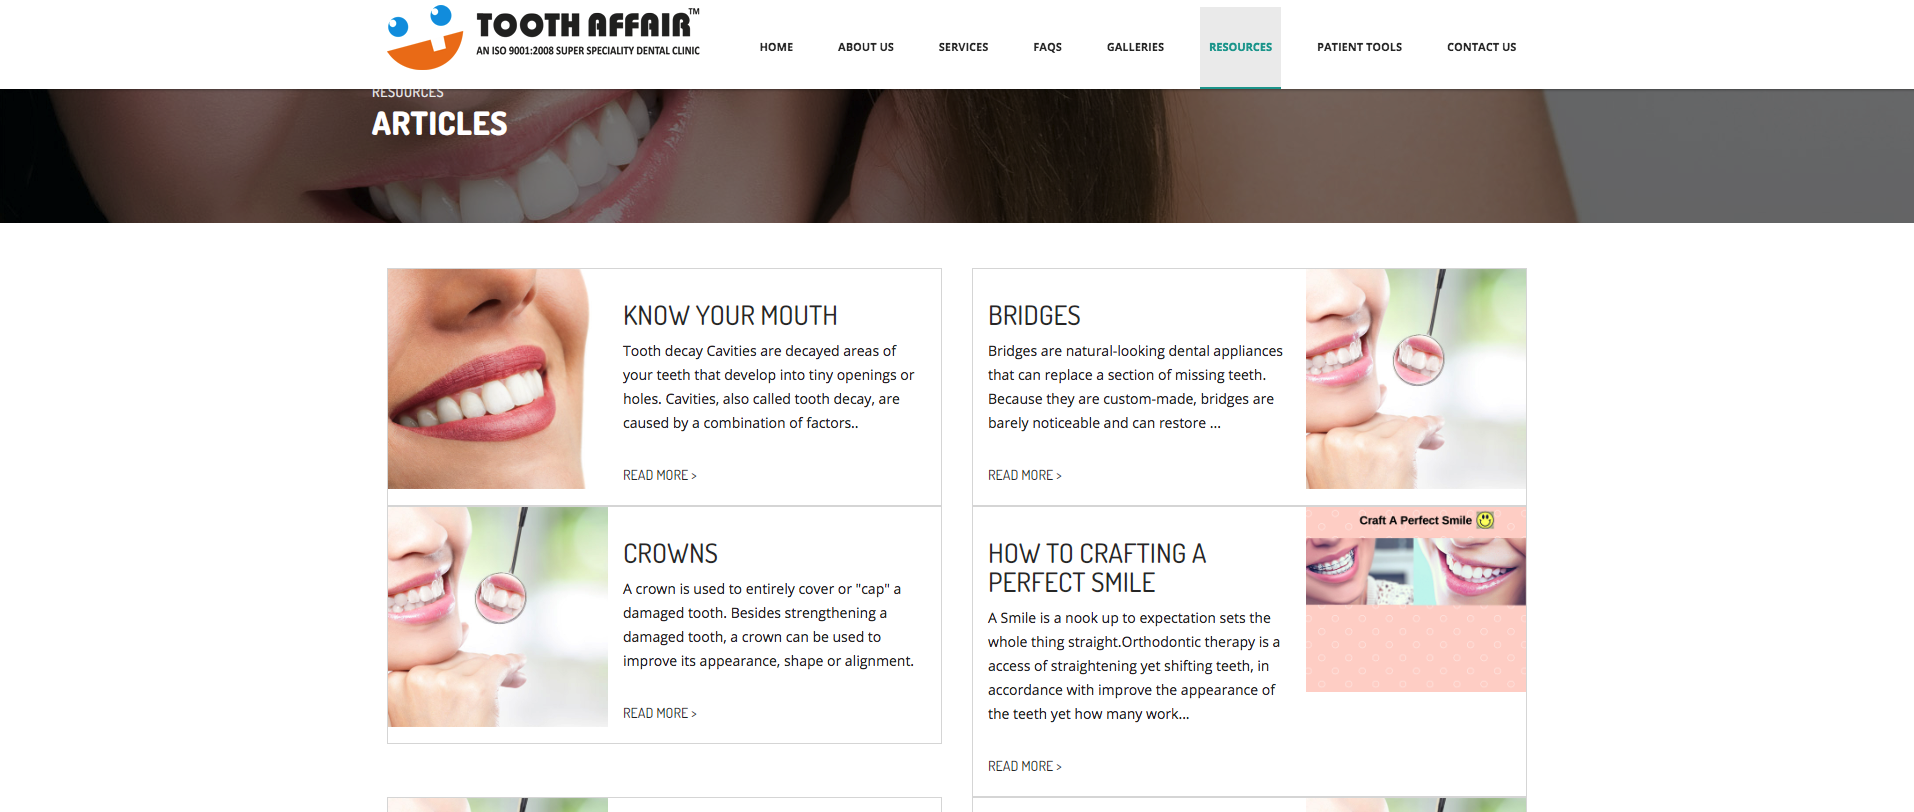 TOOTH AFFAIR™
AN ISO 9001:2008 SUPER SPECIALITY DENTAL CLINIC
HOME
ABOUT US
SERVICES
FAQS
GALLERIES
RESOURCES
PATIENT TOOLS
CONTACT US
RESOURCES
ARTICLES
KNOW YOUR MOUTH
Tooth decay Cavities are decayed areas of
your teeth that develop into tiny openings or
holes. Cavities, also called tooth decay, are
caused by a combination of factors..
READ MORE >
BRIDGES
Bridges are natural-looking dental appliances
that can replace a section of missing teeth.
Because they are custom-made, bridges are
barely noticeable and can restore ...
READ MORE >
CROWNS
A crown is used to entirely cover or "cap" a
damaged tooth. Besides strengthening a
damaged tooth, a crown can be used to
improve its appearance, shape or alignment.
READ MORE >
HOW TO CRAFTING A
PERFECT SMILE
A Smile is a nook up to expectation sets the
whole thing straight.Orthodontic therapy is a
access of straightening yet shifting teeth, in
accordance with improve the appearance of
the teeth yet how many work...
READ MORE >
Craft A Perfect Smile